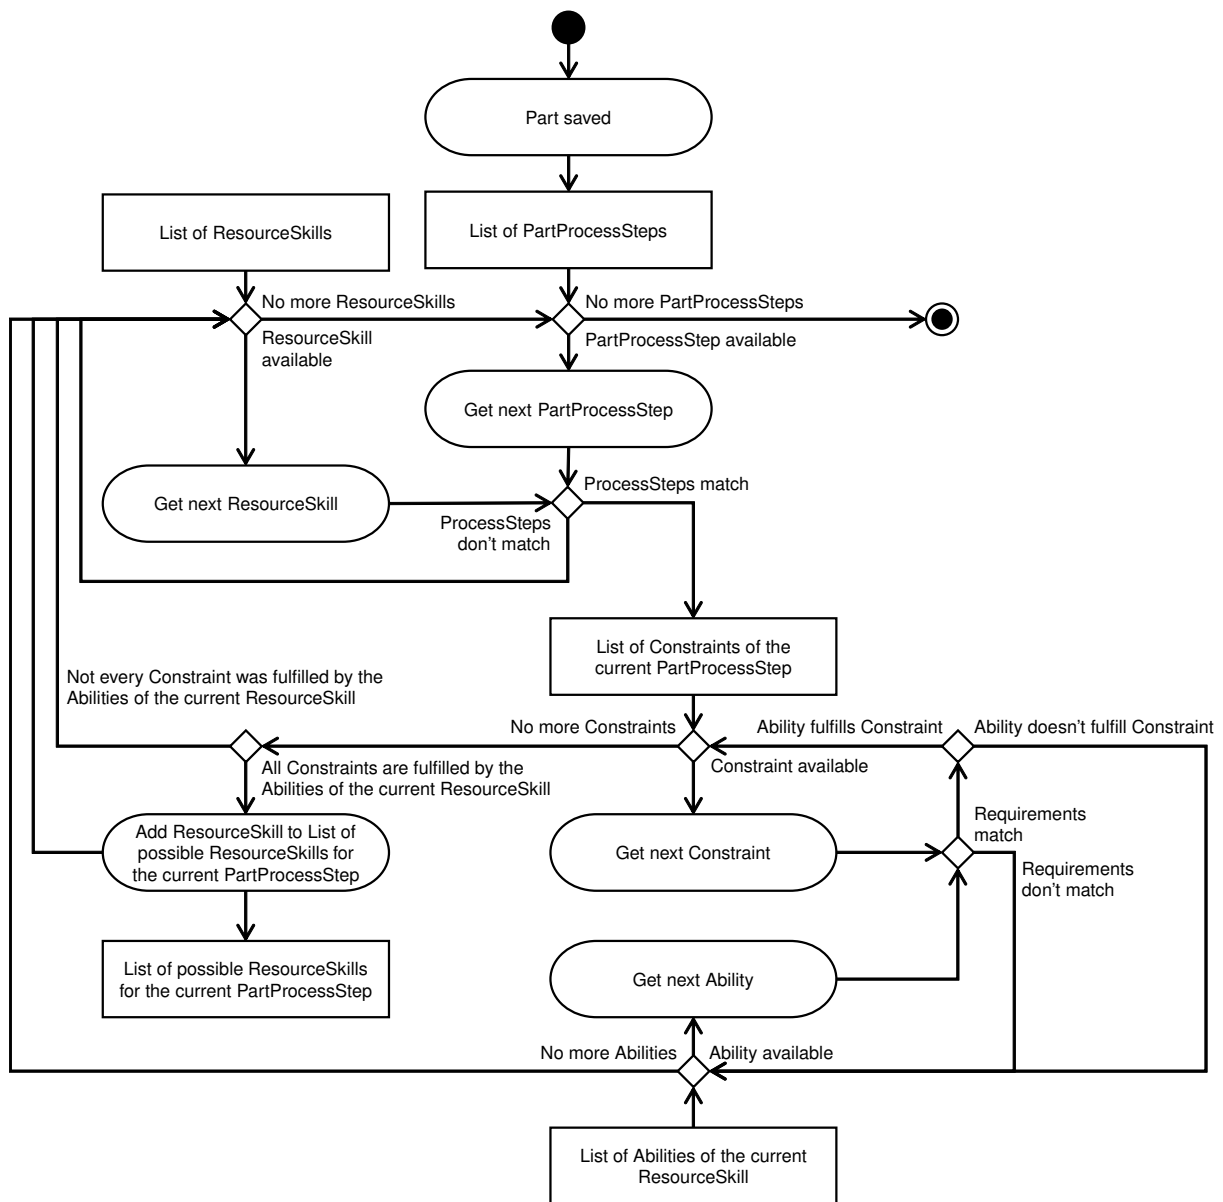 Part saved
List of ResourceSkills
List of PartProcessSteps
No more ResourceSkills
No more PartProcessSteps
ResourceSkill
available
PartProcessStep available
Get next PartProcessStep
ProcessSteps match
Get next ResourceSkill
ProcessSteps
don't match
List of Constraints of the
current PartProcessStep
Not every Constraint was fulfilled by the
Abilities of the current ResourceSkill
No more Constraints
Ability fulfills Constraint
Ability doesn't fulfill Constraint
All Constraints are fulfilled by the
Abilities of the current ResourceSkill
Constraint available
Add ResourceSkill to List of
possible ResourceSkills for
the current PartProcessStep
Get next Constraint
Requirements
match
Requirements
don't match
List of possible ResourceSkills
for the current PartProcessStep
Get next Ability
No more Abilities
Ability available
List of Abilities of the current
ResourceSkill